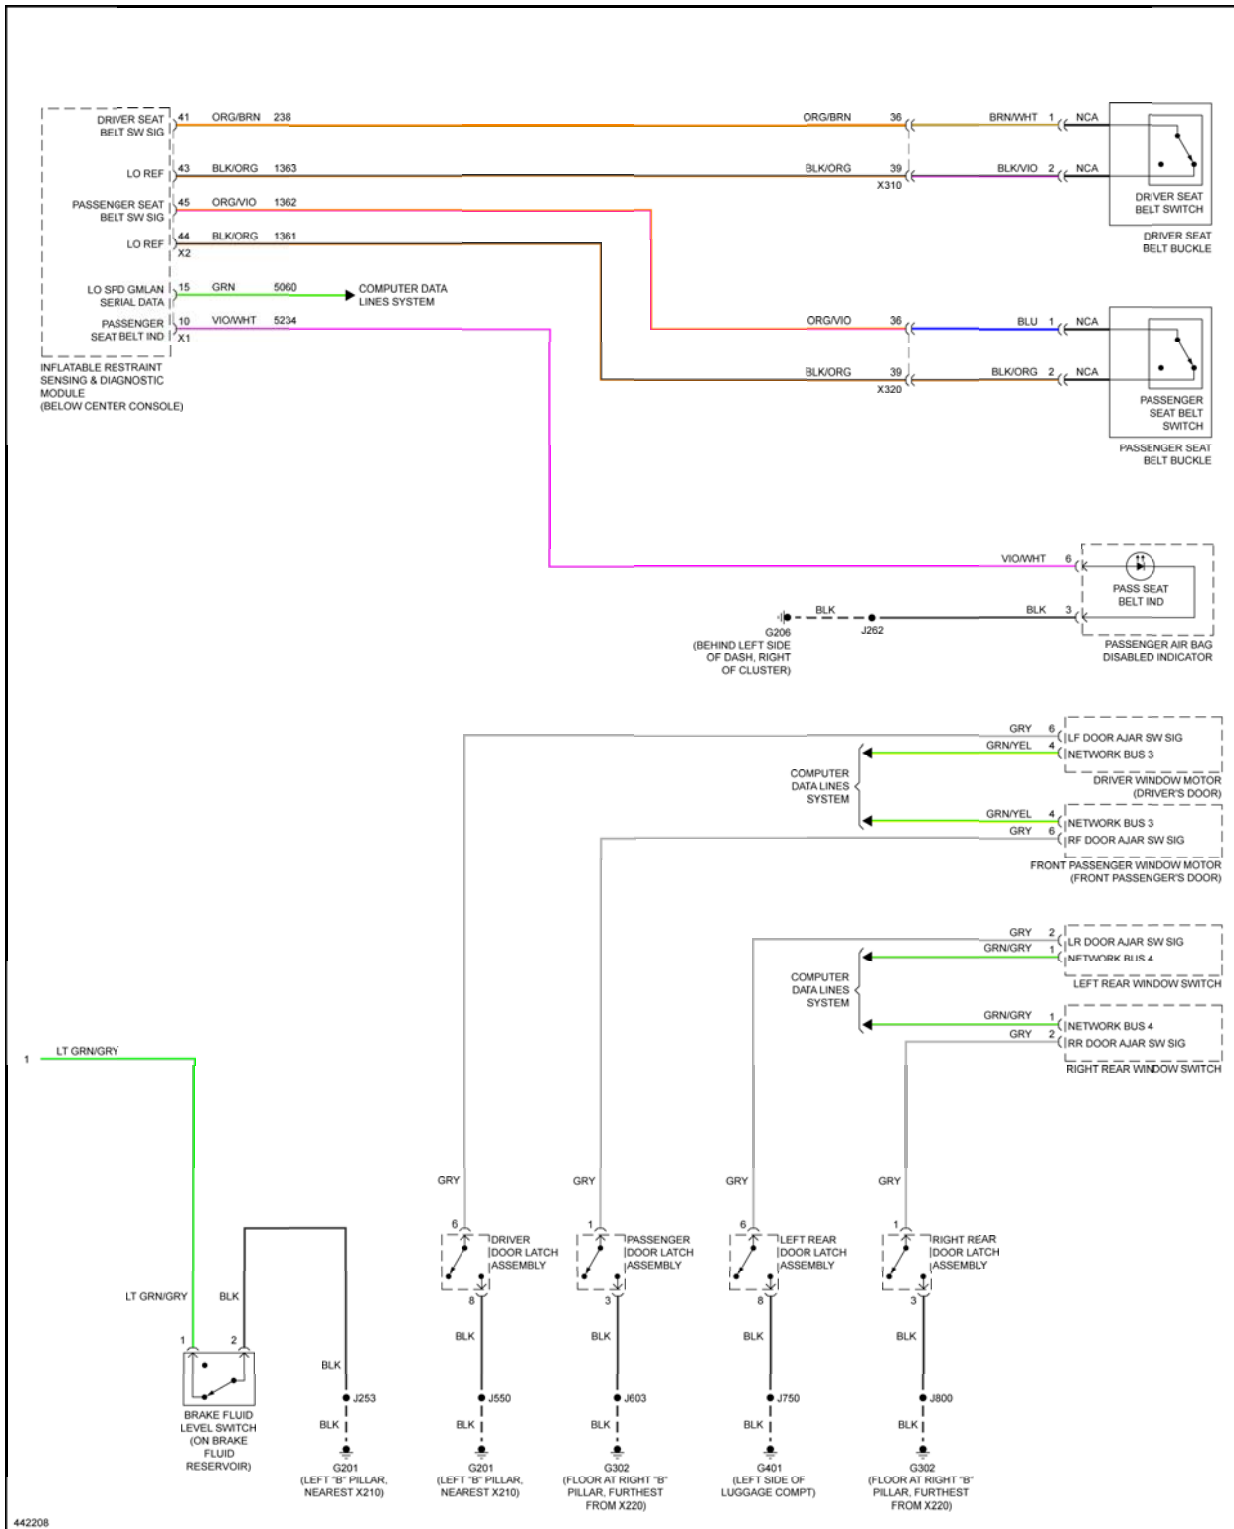 DRIVER SEAT
BELT SW SIG
41 ORG/BRN 238
ORG/BRN 36
BRN/WHT 1 NCA
LO REF
43 BLK/ORG 1363
BLK/ORG 39
X310
BLK/VIO 2 NCA
DRIVER SEAT
BELT SWITCH
DRIVER SEAT
BELT BUCKLE
PASSENGER SEAT
BELT SW SIG
45 ORG/VIO 1362
LO REF
44 BLK/ORG 1361
X2
LO SPD GMLAN
SERIAL DATA
15 GRN 5060
COMPUTER DATA
LINES SYSTEM
PASSENGER
SEAT BELT IND
10 VIO/WHT 5234
X1
INFLATABLE RESTRAINT
SENSING & DIAGNOSTIC
MODULE
(BELOW CENTER CONSOLE)
ORG/VIO 36
BLU 1 NCA
BLK/ORG 39
X320
BLK/ORG 2 NCA
PASSENGER
SEAT BELT
SWITCH
PASSENGER SEAT
BELT BUCKLE
VIO/WHT 6
PASS SEAT
BELT IND
BLK
BLK 3
G206
J262
(BEHIND LEFT SIDE
OF DASH, RIGHT
OF CLUSTER)
PASSENGER AIR BAG
DISABLED INDICATOR
GRY 6 LF DOOR AJAR SW SIG
GRN/YEL 4 NETWORK BUS 3
DRIVER WINDOW MOTOR
(DRIVER'S DOOR)
COMPUTER
DATA LINES
SYSTEM
GRN/YEL 4 NETWORK BUS 3
GRY 6 RF DOOR AJAR SW SIG
FRONT PASSENGER WINDOW MOTOR
(FRONT PASSENGER'S DOOR)
GRY 2 LR DOOR AJAR SW SIG
GRN/GRY 1 NETWORK BUS 4
LEFT REAR WINDOW SWITCH
COMPUTER
DATA LINES
SYSTEM
GRN/GRY 1 NETWORK BUS 4
GRY 2 RR DOOR AJAR SW SIG
RIGHT REAR WINDOW SWITCH
1 LT GRN/GRY
GRY
GRY
GRY
GRY
6
DRIVER
DOOR LATCH
ASSEMBLY
8
1
PASSENGER
DOOR LATCH
ASSEMBLY
3
6
LEFT REAR
DOOR LATCH
ASSEMBLY
8
1
RIGHT REAR
DOOR LATCH
ASSEMBLY
3
LT GRN/GRY
BLK
1
2
BRAKE FLUID
LEVEL SWITCH
(ON BRAKE
FLUID
RESERVOIR)
BLK
J253
BLK
G201
(LEFT "B" PILLAR,
NEAREST X210)
BLK
J550
BLK
G201
(LEFT "B" PILLAR,
NEAREST X210)
BLK
J603
BLK
G302
(FLOOR AT RIGHT "B"
PILLAR, FURTHEST
FROM X220)
BLK
J750
BLK
G401
(LEFT SIDE OF
LUGGAGE COMPT)
BLK
J800
BLK
G302
(FLOOR AT RIGHT "B"
PILLAR, FURTHEST
FROM X220)
442208